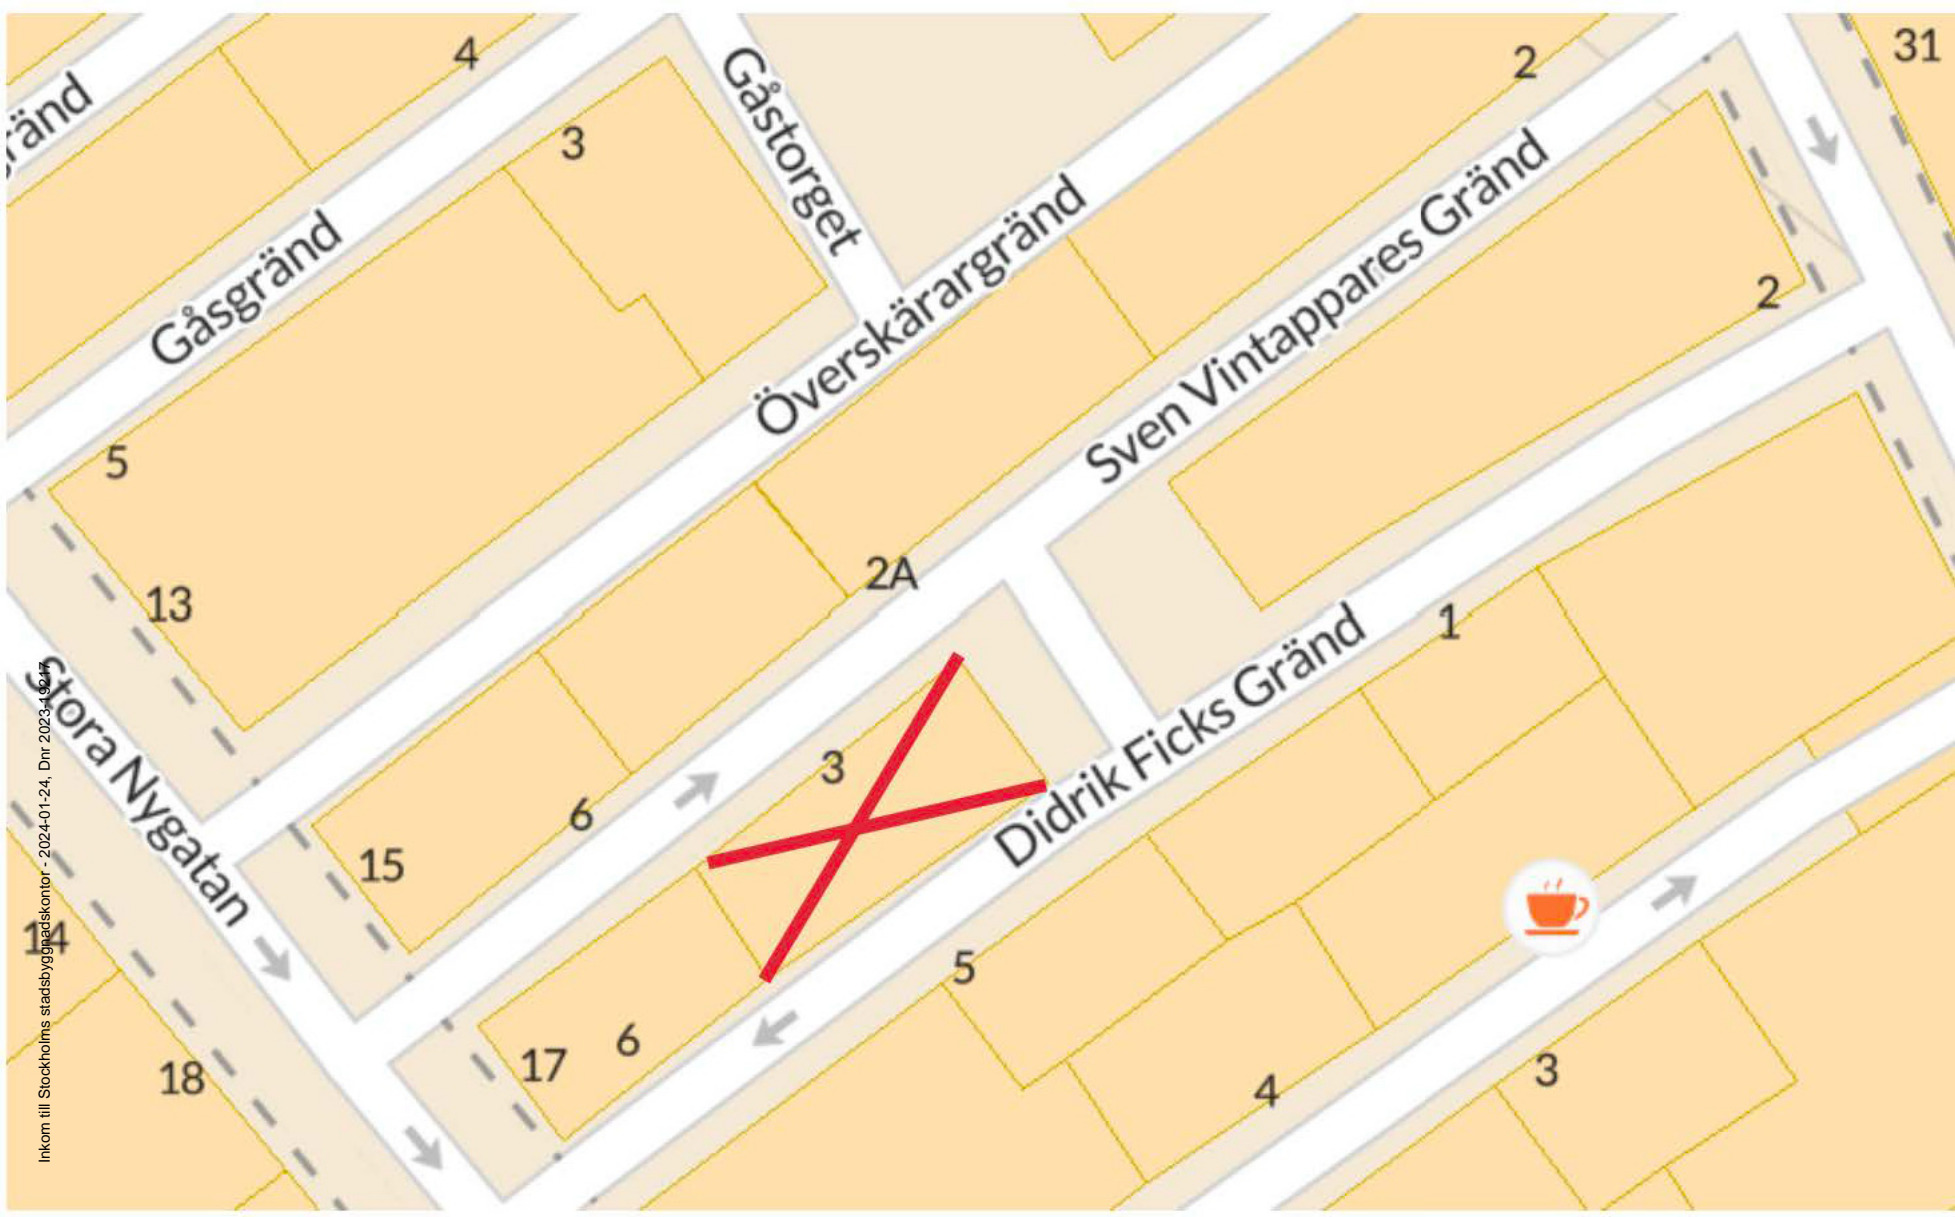 4
2
31
gränd
3
Gåstorget
Gåsgränd
Överskärargränd
Sven Vintappares Gränd
2
5
13
2A
1
Stora Nygatan
3
Didrik Ficks Gränd
6
15
14
5
17
6
18
4
3
Inkom till Stockholms stadsbyggnadskontor - 2024-01-24, Dnr 2023-19217